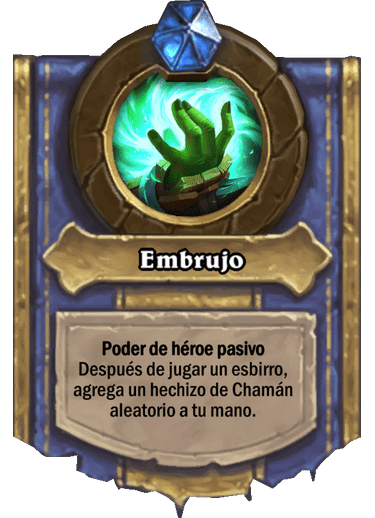 Embrujo
Poder de héroe pasivo
Después de jugar un esbirro,
agrega un hechizo de Chamán
aleatorio a tu mano.